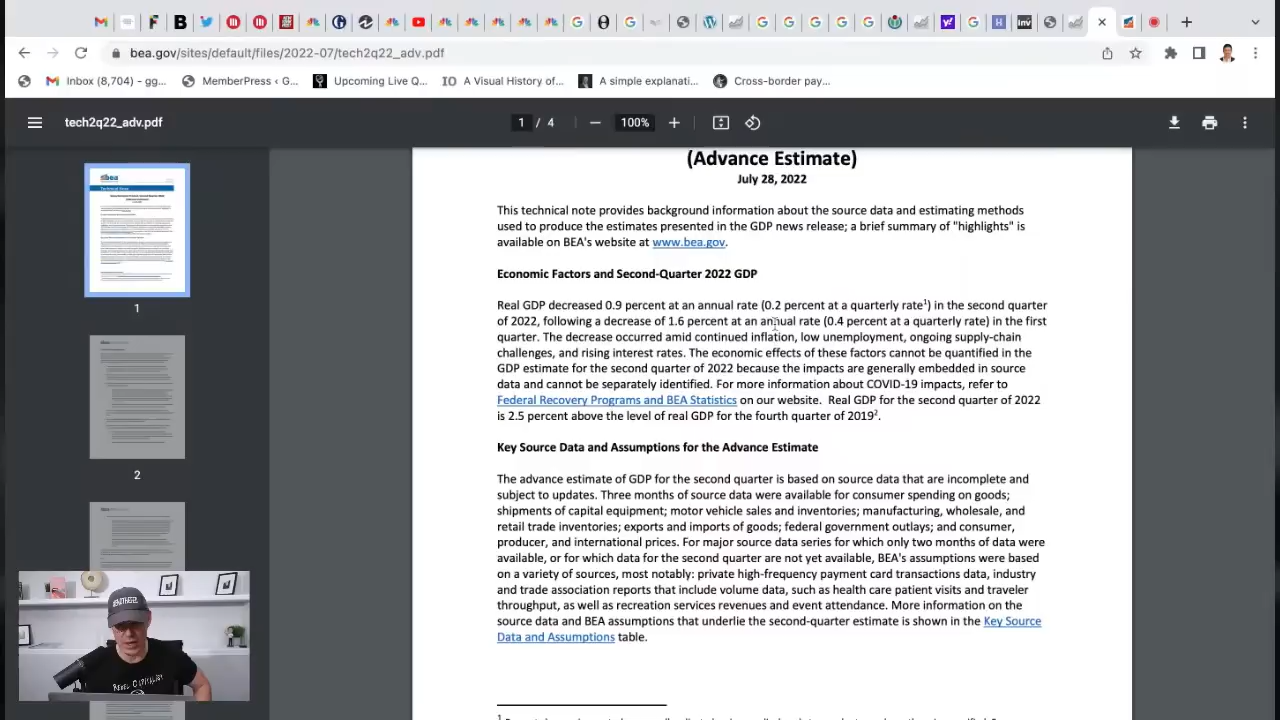 bea.gov/sites/default/files/2022-07/tech2q22_adv.pdf
Inbox (8,704) - gg... MemberPress ‹ G... Upcoming Live Q... IO A Visual History of... A simple explanati... Cross-border pay...
tech2q22_adv.pdf 1 / 4 100%
(Advance Estimate)
July 28, 2022
This technical note provides background information about the source data and estimating methods
used to produce the estimates presented in the GDP news release; a brief summary of "highlights" is
available on BEA's website at www.bea.gov.
Economic Factors and Second-Quarter 2022 GDP
Real GDP decreased 0.9 percent at an annual rate (0.2 percent at a quarterly rate¹) in the second quarter
of 2022, following a decrease of 1.6 percent at an annual rate (0.4 percent at a quarterly rate) in the first
quarter. The decrease occurred amid continued inflation, low unemployment, ongoing supply-chain
challenges, and rising interest rates. The economic effects of these factors cannot be quantified in the
GDP estimate for the second quarter of 2022 because the impacts are generally embedded in source
data and cannot be separately identified. For more information about COVID-19 impacts, refer to
Federal Recovery Programs and BEA Statistics on our website. Real GDP for the second quarter of 2022
is 2.5 percent above the level of real GDP for the fourth quarter of 2019².
Key Source Data and Assumptions for the Advance Estimate
The advance estimate of GDP for the second quarter is based on source data that are incomplete and
subject to updates. Three months of source data were available for consumer spending on goods;
shipments of capital equipment; motor vehicle sales and inventories; manufacturing, wholesale, and
retail trade inventories; exports and imports of goods; federal government outlays; and consumer,
producer, and international prices. For major source data series for which only two months of data were
available, or for which data for the second quarter are not yet available, BEA's assumptions were based
on a variety of sources, most notably: private high-frequency payment card transactions data, industry
and trade association reports that include volume data, such as health care patient visits and traveler
throughput, as well as recreation services revenues and event attendance. More information on the
source data and BEA assumptions that underlie the second-quarter estimate is shown in the Key Source
Data and Assumptions table.
1
2
REBEL CAPITALIST